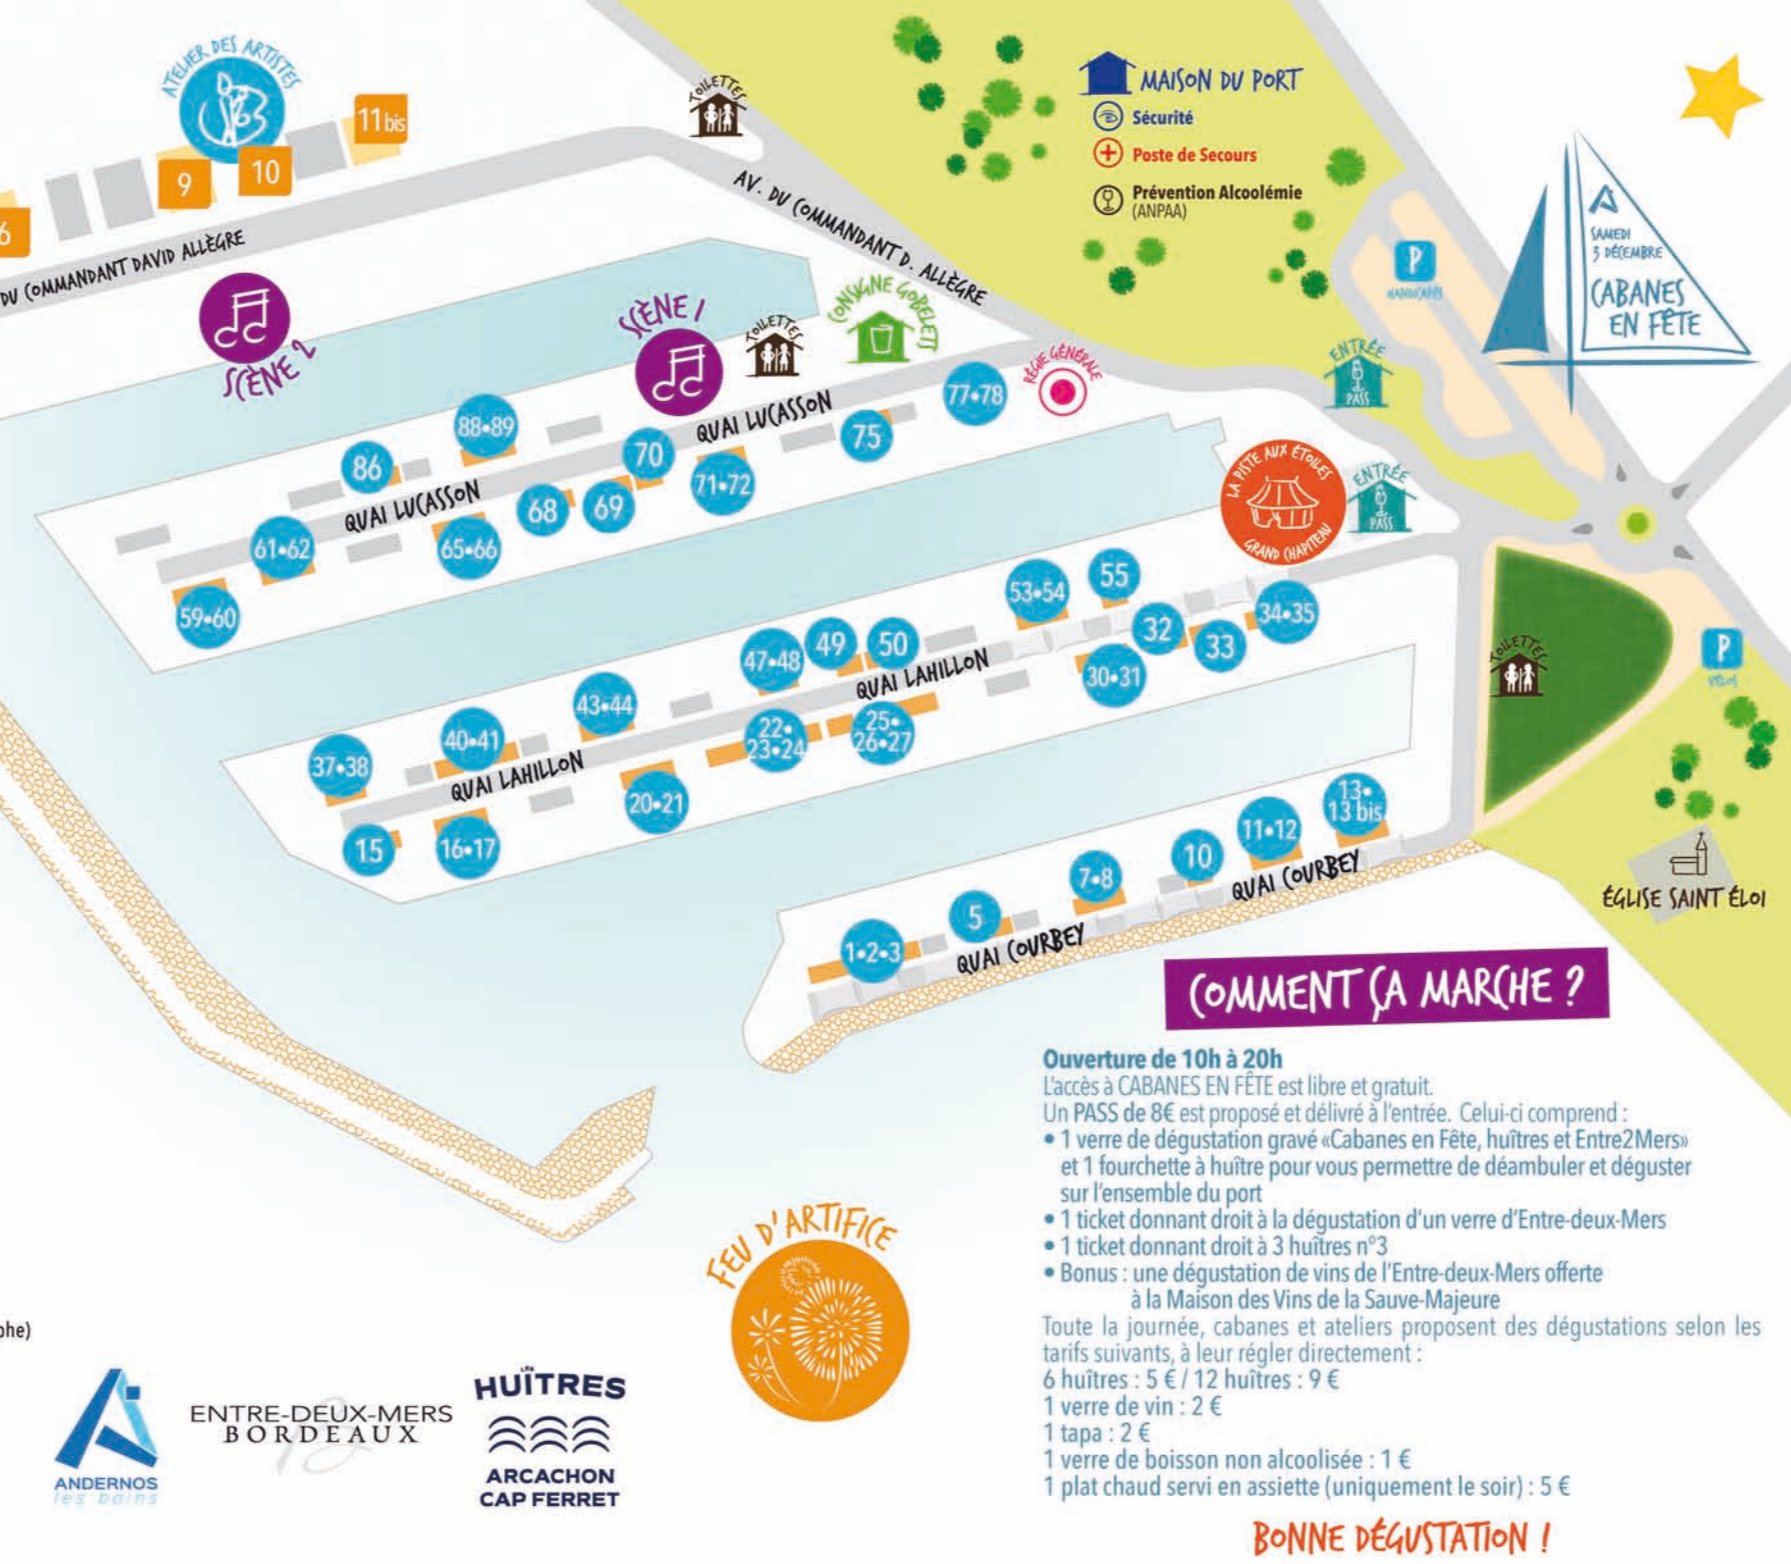 ATELIER DES ARTISTES
11 bis
9
10
6
DU COMMANDANT DAVID ALLÈGRE
TOILETTES
AV. DU COMMANDANT D. ALLÈGRE
MAISON DU PORT
Sécurité
Poste de Secours
Prévention Alcoolémie
(ANPAA)
P
HANDICAPÉS
SAMEDI
3 DÉCEMBRE
CABANES
EN FÊTE
SCÈNE 2
SCÈNE 1
TOILETTES
CONSIGNE GOBELETS
RÉGIE GÉNÉRALE
ENTRÉE
PASS
LA PISTE AUX ÉTOILES
GRAND CHAPITEAU
ENTRÉE
PASS
77•78
75
QUAI LUCASSON
88•89
70
71•72
86
QUAI LUCASSON
68
69
61•62
65•66
59•60
53•54
55
34•35
32
33
30•31
47•48
49
50
QUAI LAHILLON
43•44
40•41
37•38
22•
23•24
25•
26•27
QUAI LAHILLON
20•21
15
16•17
TOILETTES
P
VÉLOS
13•
13 bis
11•12
10
7•8
5
1•2•3
QUAI COURBEY
QUAI COURBEY
ÉGLISE SAINT ÉLOI
COMMENT ÇA MARCHE ?
Ouverture de 10h à 20h
L'accès à CABANES EN FÊTE est libre et gratuit.
Un PASS de 8€ est proposé et délivré à l'entrée. Celui-ci comprend :
• 1 verre de dégustation gravé «Cabanes en Fête, huîtres et Entre2Mers»
et 1 fourchette à huître pour vous permettre de déambuler et déguster
sur l'ensemble du port
• 1 ticket donnant droit à la dégustation d'un verre d'Entre-deux-Mers
• 1 ticket donnant droit à 3 huîtres n°3
• Bonus : une dégustation de vins de l'Entre-deux-Mers offerte
à la Maison des Vins de la Sauve-Majeure
Toute la journée, cabanes et ateliers proposent des dégustations selon les
tarifs suivants, à leur régler directement :
6 huîtres : 5 € / 12 huîtres : 9 €
1 verre de vin : 2 €
1 tapa : 2 €
1 verre de boisson non alcoolisée : 1 €
1 plat chaud servi en assiette (uniquement le soir) : 5 €
BONNE DÉGUSTATION !
FEU D'ARTIFICE
phe)
ANDERNOS
les bains
ENTRE-DEUX-MERS
BORDEAUX
LES
HUÎTRES
ARCACHON
CAP FERRET